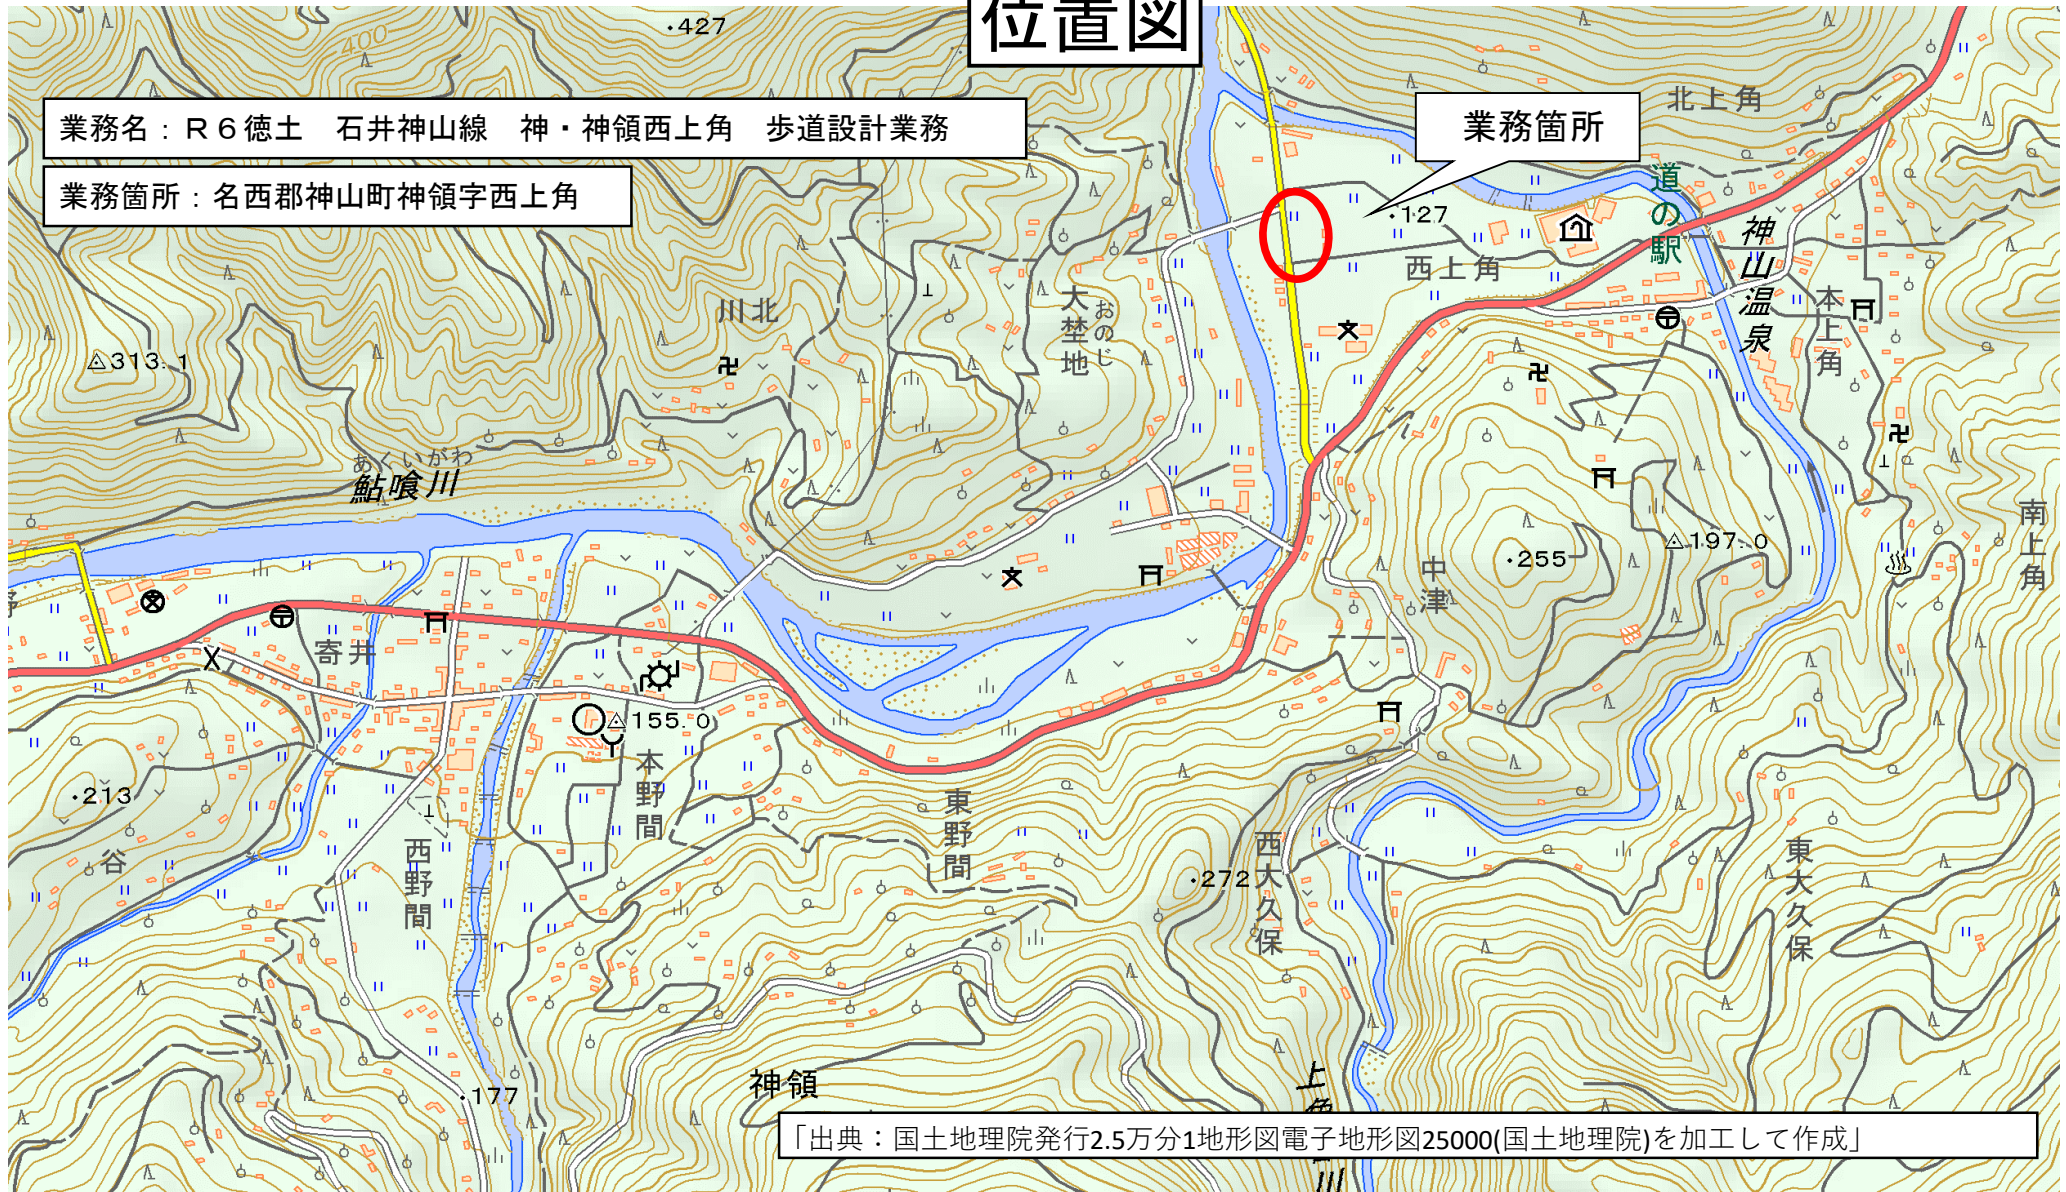 位置図
・427
400
業務名：Ｒ６徳土　石井神山線　神・神領西上角　歩道設計業務
業務箇所：名西郡神山町神領字西上角
業務箇所
北上角
道の駅
・127
西上角
神山温泉
本上角
川北
大埜地
おのじ
313.1
あくいがわ
鮎喰川
南上角
中津
・255
197.0
寄井
155.0
本野間
・213
谷
西野間
東野間
・272
西大久保
東大久保
・177
神領
上角
川
「出典：国土地理院発行2.5万分1地形図電子地形図25000(国土地理院)を加工して作成」